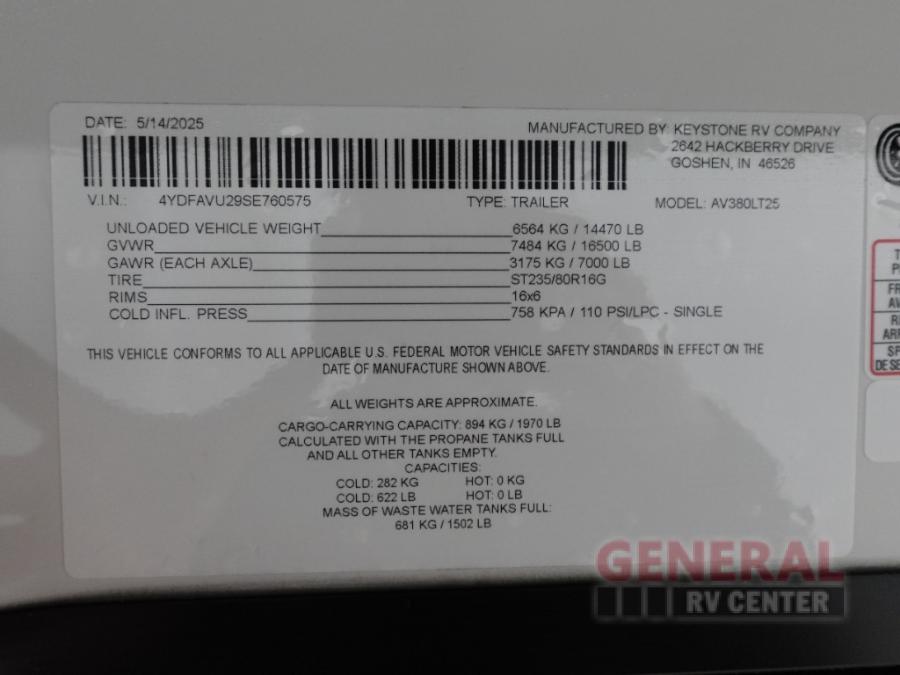 DATE: 5/14/2025
MANUFACTURED BY: KEYSTONE RV COMPANY
2642 HACKBERRY DRIVE
GOSHEN, IN 46526
V.I.N.: 4YDFAVU29SE760575 TYPE: TRAILER MODEL: AV380LT25
UNLOADED VEHICLE WEIGHT 6564 KG / 14470 LB
GVWR 7484 KG / 16500 LB
GAWR (EACH AXLE) 3175 KG / 7000 LB
TIRE ST235/80R16G
RIMS 16x6
COLD INFL. PRESS 758 KPA / 110 PSI/LPC - SINGLE
THIS VEHICLE CONFORMS TO ALL APPLICABLE U.S. FEDERAL MOTOR VEHICLE SAFETY STANDARDS IN EFFECT ON THE
DATE OF MANUFACTURE SHOWN ABOVE.
ALL WEIGHTS ARE APPROXIMATE.
CARGO-CARRYING CAPACITY: 894 KG / 1970 LB
CALCULATED WITH THE PROPANE TANKS FULL
AND ALL OTHER TANKS EMPTY.
CAPACITIES:
COLD: 282 KG HOT: 0 KG
COLD: 622 LB HOT: 0 LB
MASS OF WASTE WATER TANKS FULL:
681 KG / 1502 LB
GENERAL
RV CENTER